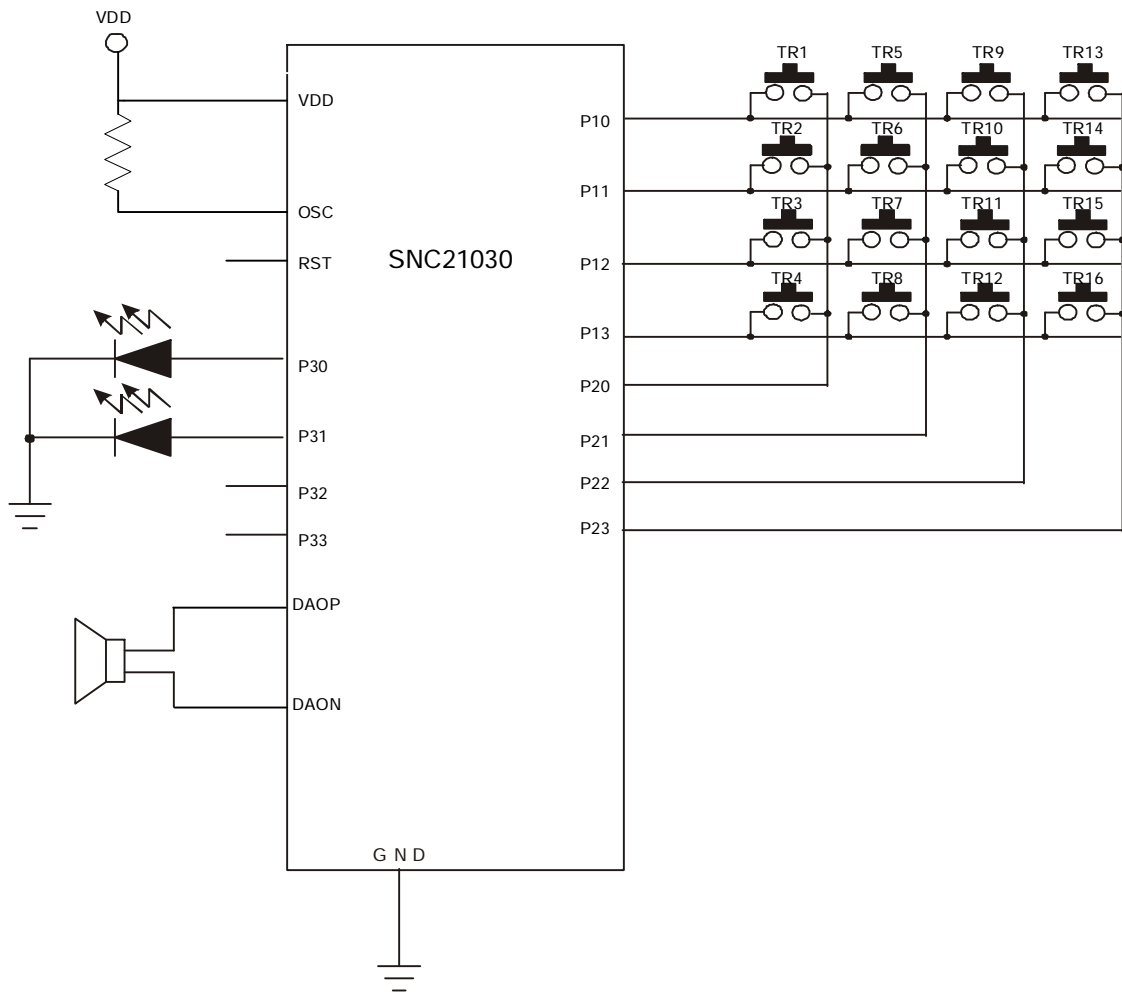 VDD
VDD
OSC
RST
SNC21030
P30
P31
P32
P33
DAOP
DAON
G N D
P10
P11
P12
P13
P20
P21
P22
P23
TR1 TR5 TR9 TR13
TR2 TR6 TR10 TR14
TR3 TR7 TR11 TR15
TR4 TR8 TR12 TR16